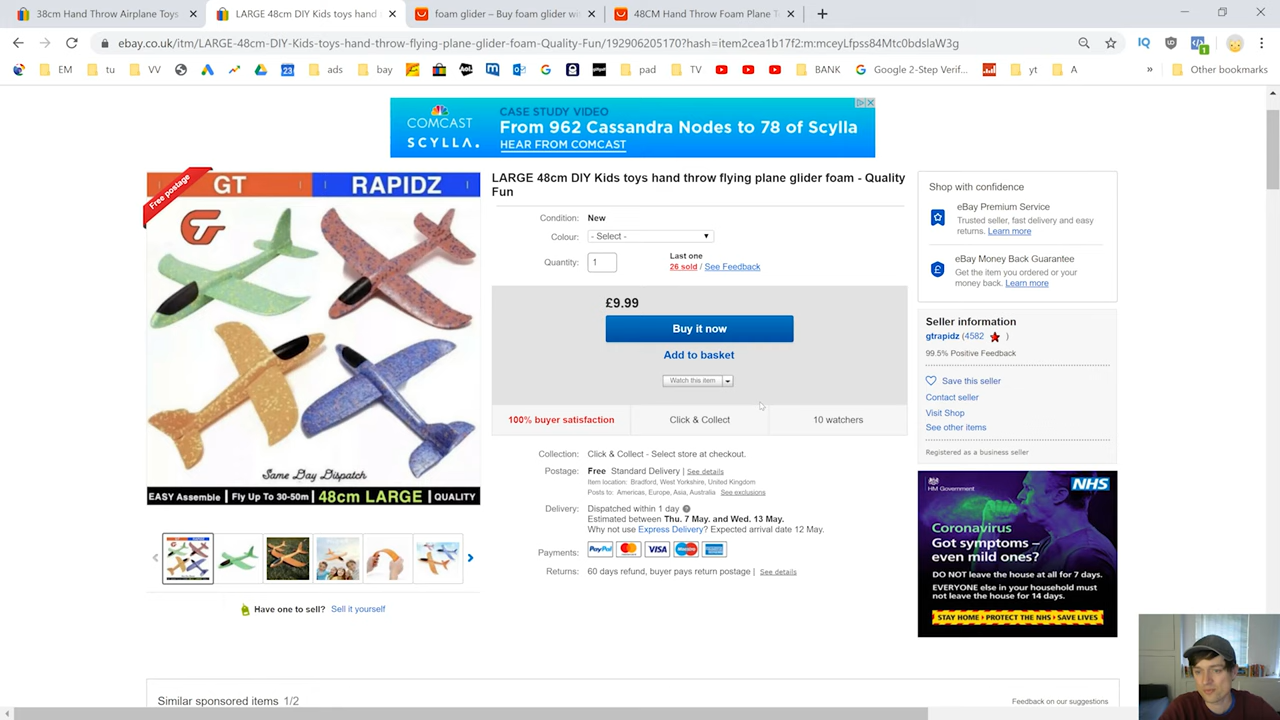 38cm Hand Throw Airplane Toys
LARGE 48cm DIY Kids toys hand
foam glider – Buy foam glider wi
48CM Hand Throw Foam Plane T
ebay.co.uk/itm/LARGE-48cm-DIY-Kids-toys-hand-throw-flying-plane-glider-foam-Quality-Fun/192906205170?hash=item2cea1b17f2:m:mceyLfpss84Mtc0bdslaW3g
EM
tu
VV
ads
bay
pad
TV
BANK
Google 2-Step Verif...
yt
A
Other bookmarks
COMCAST
SCYLLA.
CASE STUDY VIDEO
From 962 Cassandra Nodes to 78 of Scylla
HEAR FROM COMCAST
Free postage
GT RAPIDZ
Same Day Dispatch
EASY Assemble | Fly Up To 30-50m | 48cm LARGE | QUALITY
Have one to sell? Sell it yourself
LARGE 48cm DIY Kids toys hand throw flying plane glider foam - Quality
Fun
Condition: New
Colour: - Select -
Quantity: 1
Last one
26 sold / See Feedback
£9.99
Buy it now
Add to basket
Watch this item
100% buyer satisfaction
Click & Collect
10 watchers
Collection: Click & Collect - Select store at checkout.
Postage: Free Standard Delivery | See details
Item location: Bradford, West Yorkshire, United Kingdom
Posts to: Americas, Europe, Asia, Australia See exclusions
Delivery: Dispatched within 1 day
Estimated between Thu. 7 May. and Wed. 13 May.
Why not use Express Delivery? Expected arrival date 12 May.
Payments: PayPal VISA
Returns: 60 days refund, buyer pays return postage | See details
Shop with confidence
eBay Premium Service
Trusted seller, fast delivery and easy
returns. Learn more
eBay Money Back Guarantee
Get the item you ordered or your
money back. Learn more
Seller information
gtrapidz (4582 )
99.5% Positive Feedback
Save this seller
Contact seller
Visit Shop
See other items
Registered as a business seller
HM Government
NHS
Coronavirus
Got symptoms –
even mild ones?
DO NOT leave the house at all for 7 days.
EVERYONE else in your household must
not leave the house for 14 days.
STAY HOME ▸ PROTECT THE NHS ▸ SAVE LIVES
Similar sponsored items 1/2
Feedback on our suggestions